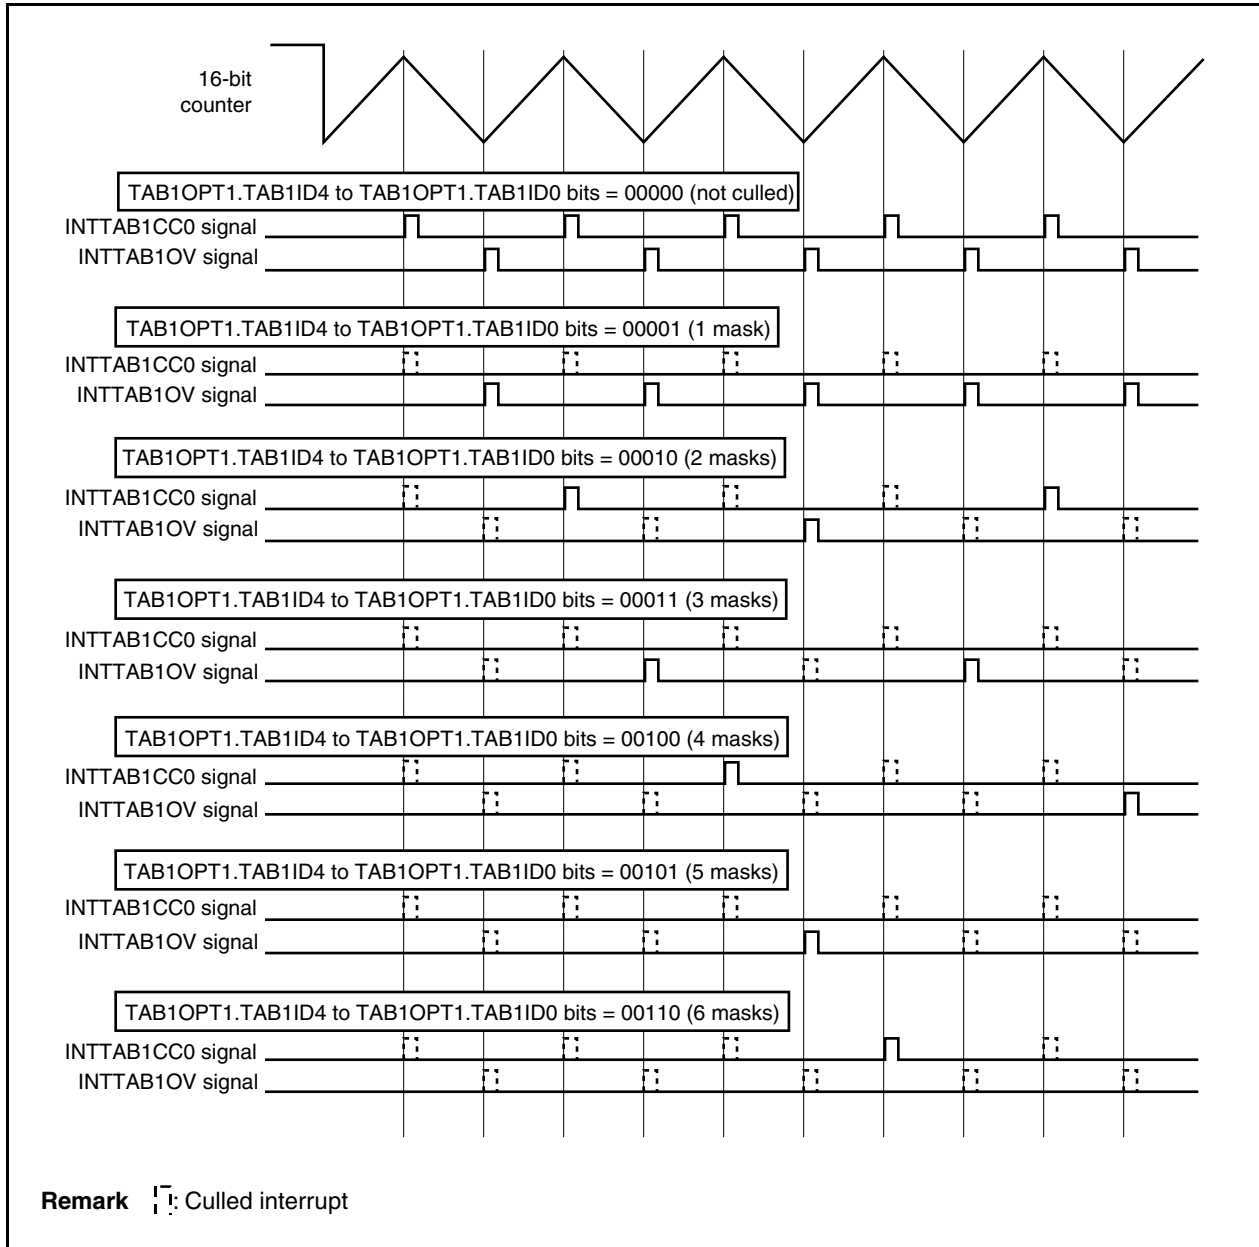 16-bit
counter
TAB1OPT1.TAB1ID4 to TAB1OPT1.TAB1ID0 bits = 00000 (not culled)
INTTAB1CC0 signal
INTTAB1OV signal
TAB1OPT1.TAB1ID4 to TAB1OPT1.TAB1ID0 bits = 00001 (1 mask)
INTTAB1CC0 signal
INTTAB1OV signal
TAB1OPT1.TAB1ID4 to TAB1OPT1.TAB1ID0 bits = 00010 (2 masks)
INTTAB1CC0 signal
INTTAB1OV signal
TAB1OPT1.TAB1ID4 to TAB1OPT1.TAB1ID0 bits = 00011 (3 masks)
INTTAB1CC0 signal
INTTAB1OV signal
TAB1OPT1.TAB1ID4 to TAB1OPT1.TAB1ID0 bits = 00100 (4 masks)
INTTAB1CC0 signal
INTTAB1OV signal
TAB1OPT1.TAB1ID4 to TAB1OPT1.TAB1ID0 bits = 00101 (5 masks)
INTTAB1CC0 signal
INTTAB1OV signal
TAB1OPT1.TAB1ID4 to TAB1OPT1.TAB1ID0 bits = 00110 (6 masks)
INTTAB1CC0 signal
INTTAB1OV signal
Remark : Culled interrupt